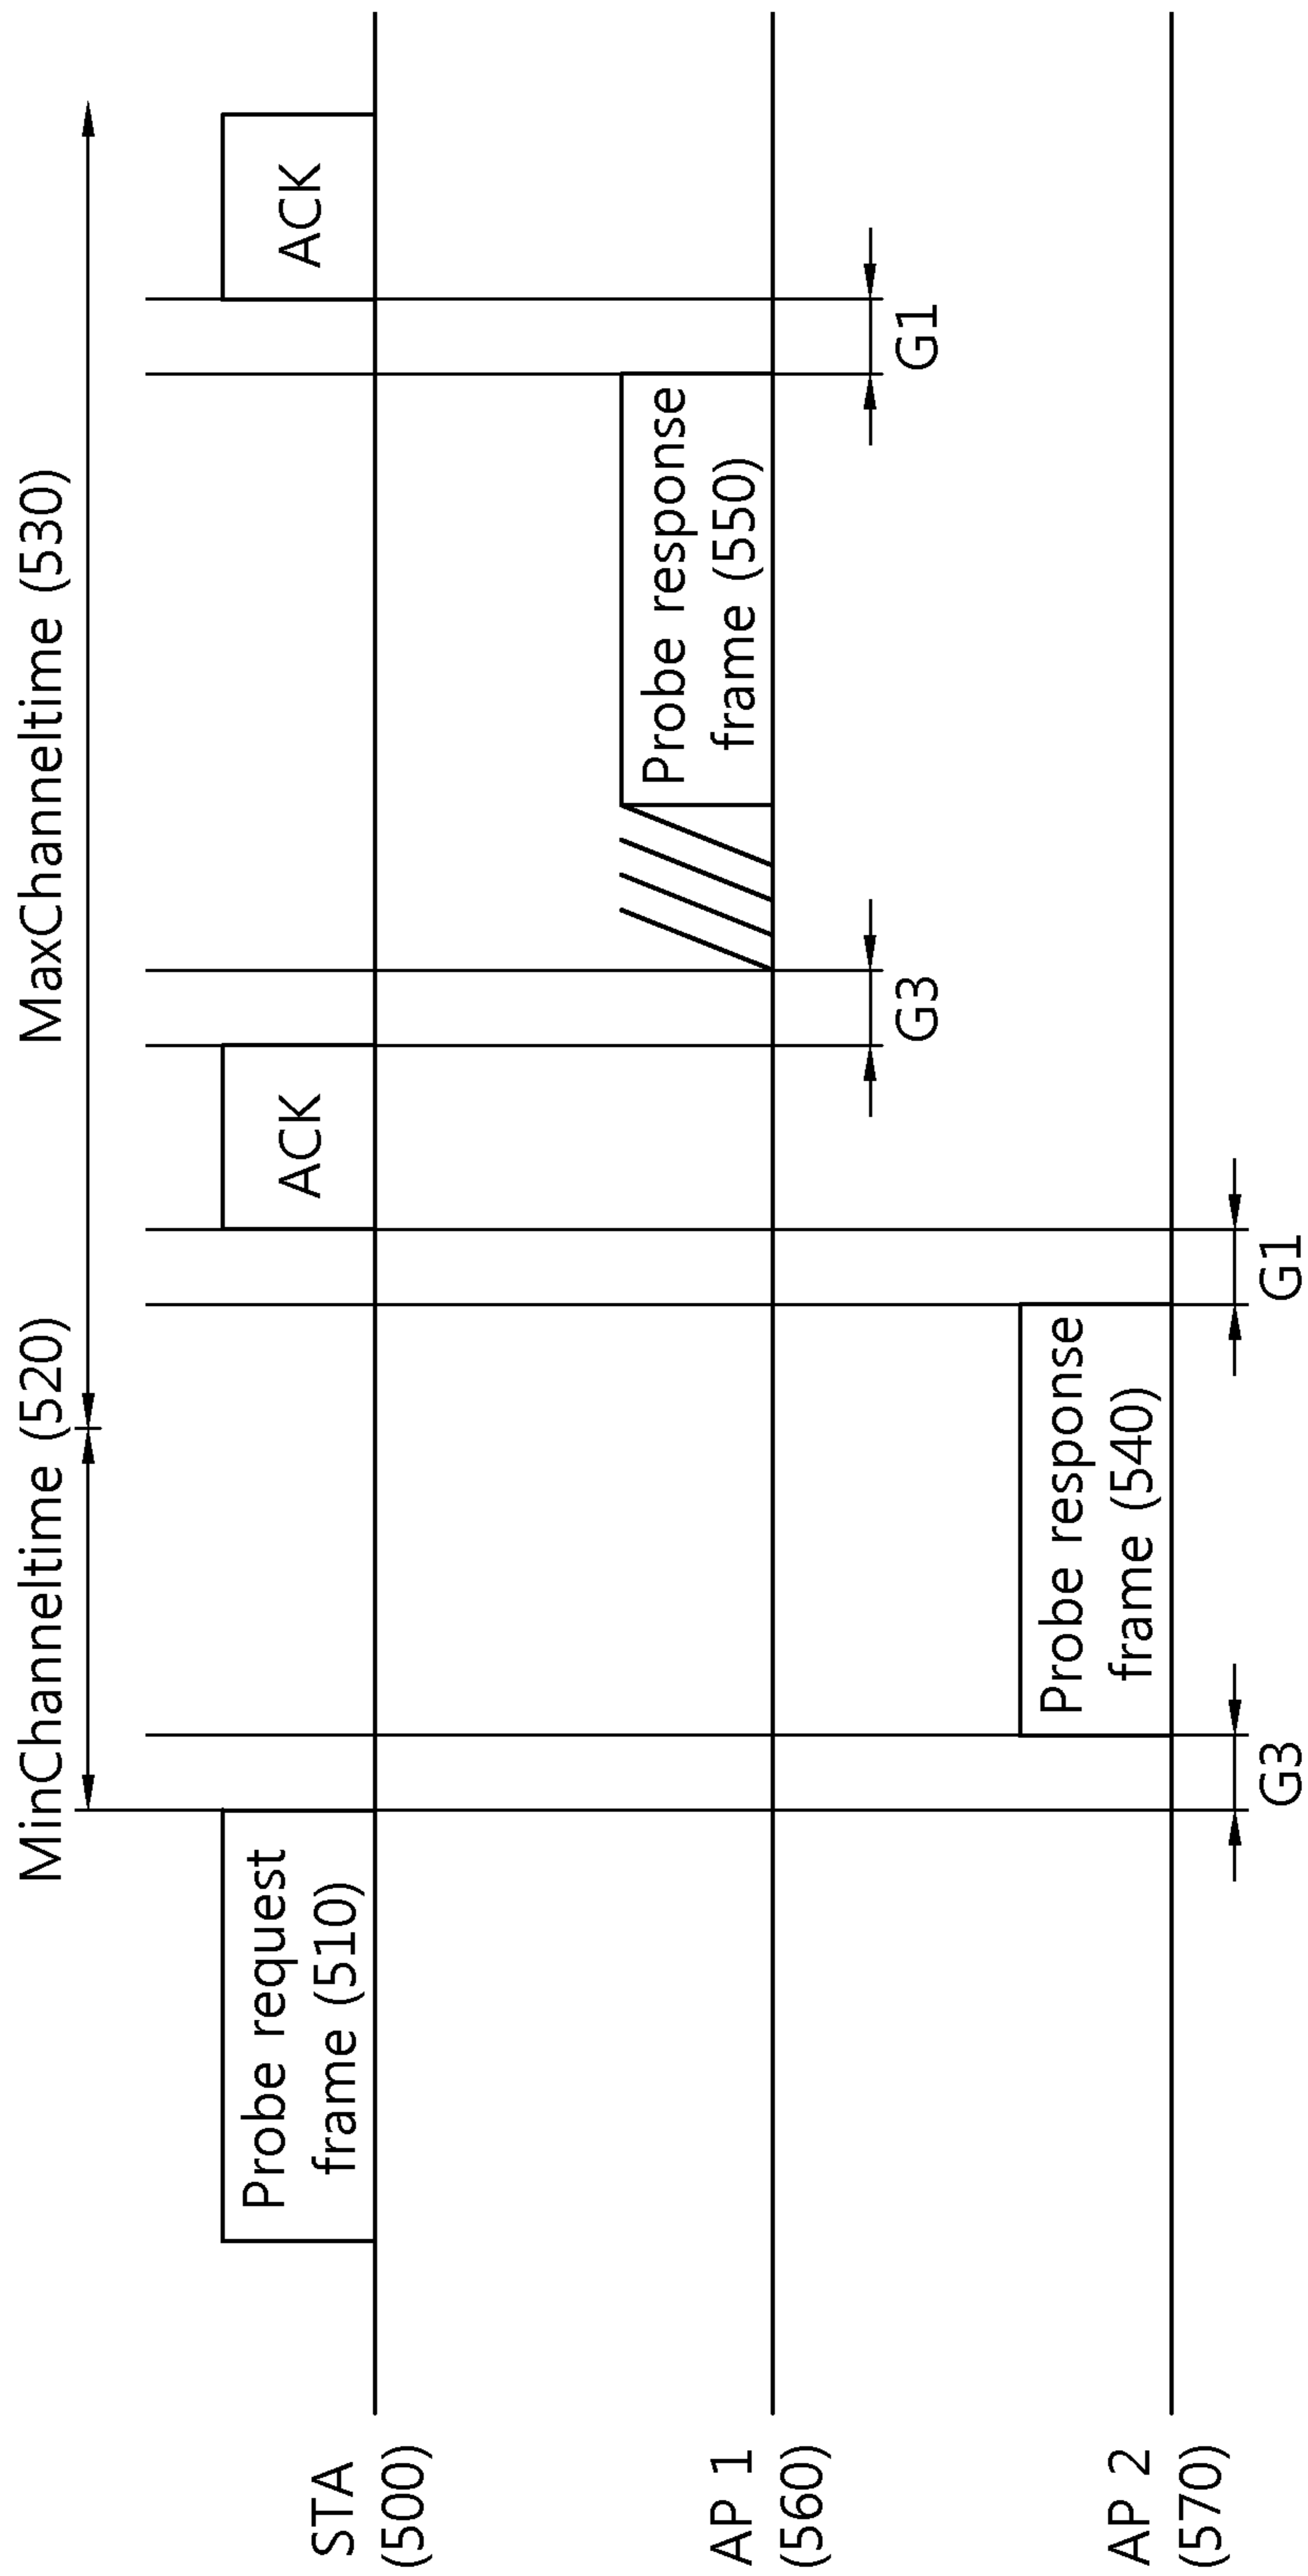 MinChanneltime (520)
MaxChanneltime (530)
STA
(500)
Probe request
frame (510)
ACK
ACK
AP 1
(560)
Probe response
frame (550)
G3
G1
AP 2
(570)
Probe response
frame (540)
G3
G1